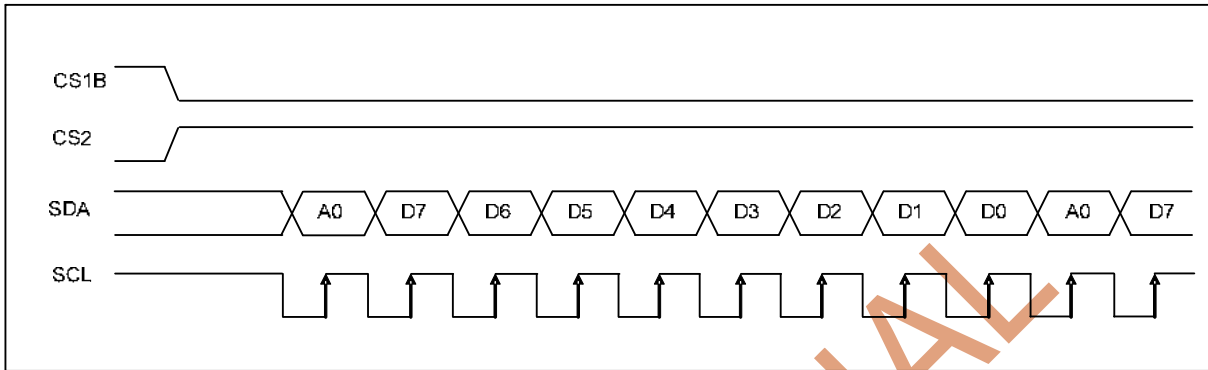 CS1B
CS2
SDA A0 D7 D6 D5 D4 D3 D2 D1 D0 A0 D7
SCL